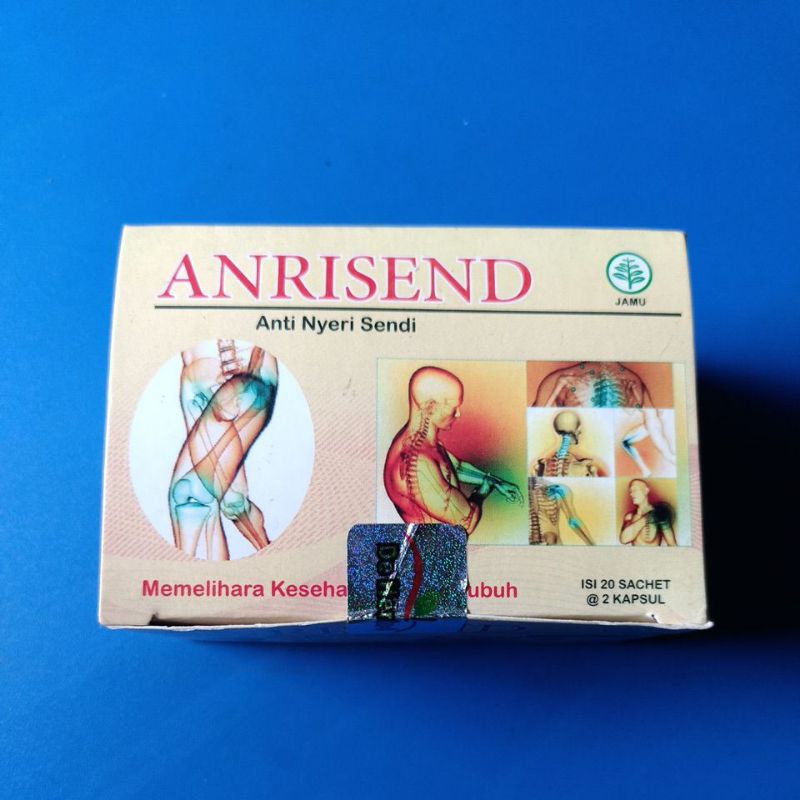 ANRISEND
JAMU
Anti Nyeri Sendi
Memelihara Keseha ubuh
ISI 20 SACHET
@ 2 KAPSUL